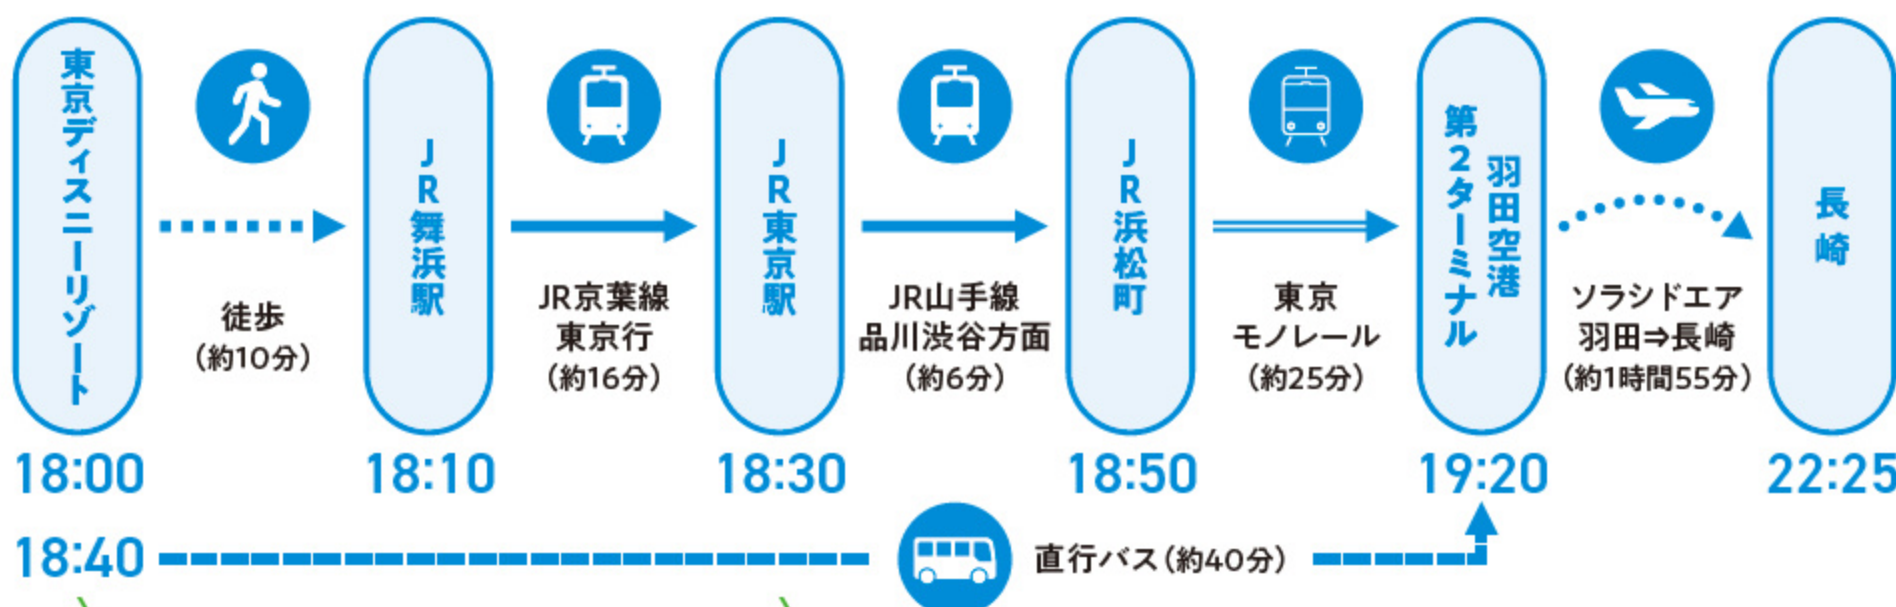 東京ディズニーリゾート
徒歩
(約10分)
JR舞浜駅
JR京葉線
東京行
(約16分)
JR東京駅
JR山手線
品川渋谷方面
(約6分)
JR浜松町
東京
モノレール
(約25分)
羽田空港
第2ターミナル
ソラシドエア
羽田⇒長崎
(約1時間55分)
長崎
18:00
18:10
18:30
18:50
19:20
22:25
18:40
直行バス(約40分)